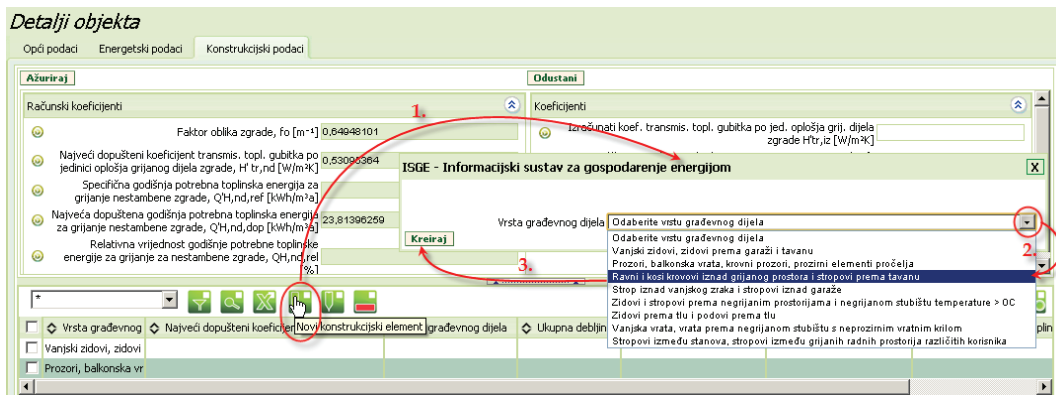 Detalji objekta
Opći podaci Energetski podaci Konstrukcijski podaci
Ažuriraj
Odustani
Računski koeficijenti
Koeficijenti
1.
Faktor oblika zgrade, fo [m⁻¹] 0,64948101
Izračunati koef. transmis. topl. gubitka po jed. oplošja grij. dijela
zgrade H'tr,iz [W/m²K]
Najveći dopušteni koeficijent transmis. topl. gubitka po
jedinici oplošja grijanog dijela zgrade, H' tr,nd [W/m²K]
0,53095364
Specifična godišnja potrebna toplinska energija za
grijanje nestambene zgrade, Q'H,nd,ref [kWh/m³a]
Najveća dopuštena godišnja potrebna toplinska energija
za grijanje nestambene zgrade, Q'H,nd,dop [kWh/m³a]
23,81396259
Relativna vrijednost godišnje potrebne toplinske
energije za grijanje za nestambene zgrade, QH,nd,rel
[%]
ISGE - Informacijski sustav za gospodarenje energijom
X
Vrsta građevnog dijela Odaberite vrstu građevnog dijela
Kreiraj
2.
3.
Odaberite vrstu građevnog dijela
Vanjski zidovi, zidovi prema garaži i tavanu
Prozori, balkonska vrata, krovni prozori, prozirni elementi pročelja
Ravni i kosi krovovi iznad grijanog prostora i stropovi prema tavanu
Strop iznad vanjskog zraka i stropovi iznad garaže
Zidovi i stropovi prema negrijanim prostorijama i negrijanom stubištu temperature > 0C
Zidovi prema tlu i podovi prema tlu
Vanjska vrata, vrata prema negrijanom stubištu s neprozirnim vratnim krilom
Stropovi između stanova, stropovi između grijanih radnih prostorija različitih korisnika
*
Novi konstrukcijski element
Vrsta građevnog Najveći dopušteni građevnog dijela Ukupna debljin
Vanjski zidovi, zidovi
Prozori, balkonska vr